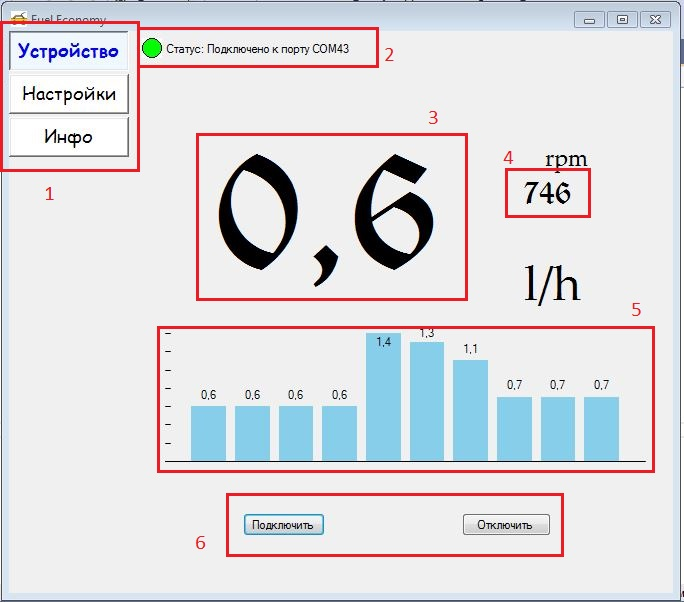 Fuel Economy
Устройство
Статус: Подключено к порту COM43
2
Настройки
Инфо
1
3
0,6
4
rpm
746
l/h
5
0,6
0,6
0,6
0,6
1,4
1,3
1,1
0,7
0,7
0,7
6
Подключить
Отключить